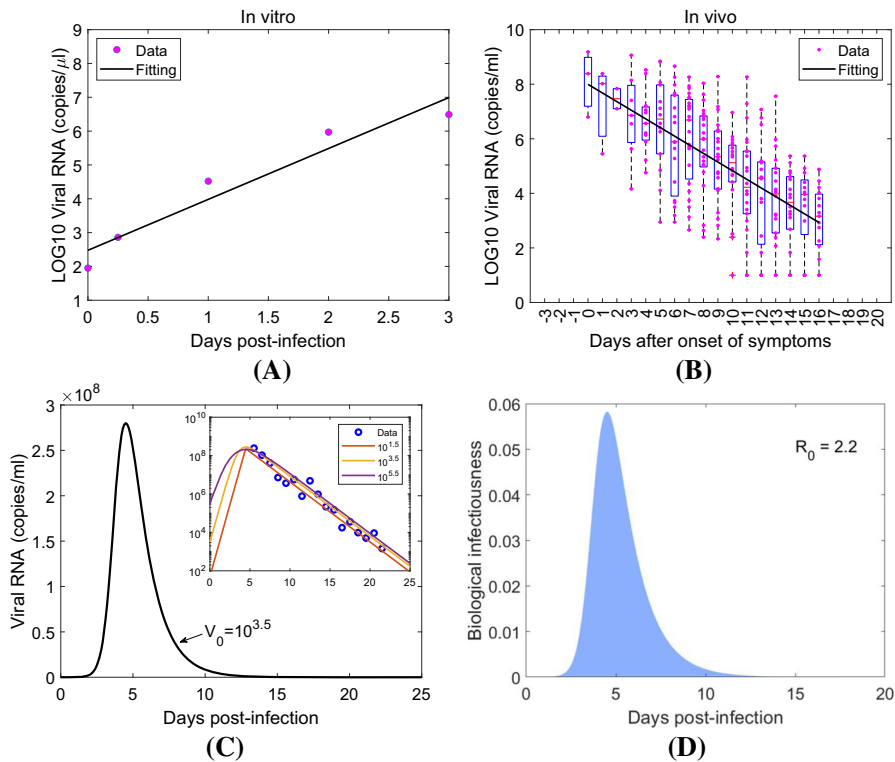 In vitro
9
8
7
6
5
4
3
2
1
LOG10 Viral RNA (copies/μl)
Data
Fitting
0 0.5 1 1.5 2 2.5 3
Days post-infection
(A)
In vivo
10
8
6
4
2
0
LOG10 Viral RNA (copies/ml)
Data
Fitting
-3 -2 -1 0 1 2 3 4 5 6 7 8 9 10 11 12 13 14 15 16 17 18 19 20
Days after onset of symptoms
(B)
×10^8
3
2.5
2
1.5
1
0.5
0
Viral RNA (copies/ml)
10^10
10^8
10^6
10^4
10^2
0 5 10 15 20 25
Data
10^1.5
10^3.5
10^5.5
V_0=10^3.5
0 5 10 15 20 25
Days post-infection
(C)
0.06
0.05
0.04
0.03
0.02
0.01
0
Biological infectiousness
R_0 = 2.2
0 5 10 15 20
Days post-infection
(D)